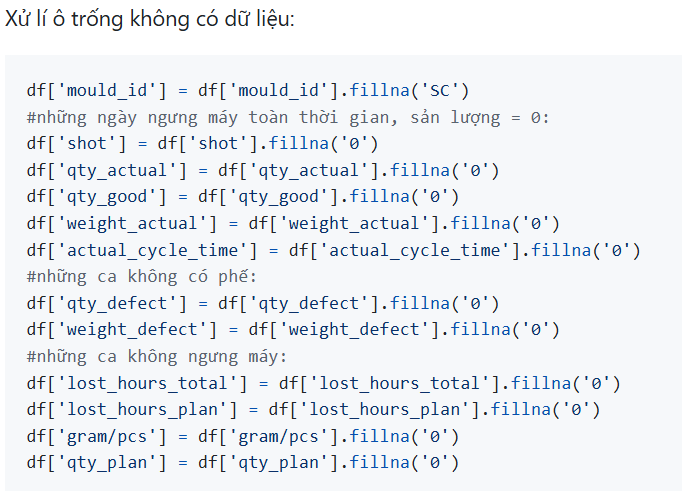 Xử lí ô trống không có dữ liệu:
df['mould_id'] = df['mould_id'].fillna('SC')
#những ngày ngưng máy toàn thời gian, sản lượng = 0:
df['shot'] = df['shot'].fillna('0')
df['qty_actual'] = df['qty_actual'].fillna('0')
df['qty_good'] = df['qty_good'].fillna('0')
df['weight_actual'] = df['weight_actual'].fillna('0')
df['actual_cycle_time'] = df['actual_cycle_time'].fillna('0')
#những ca không có phế:
df['qty_defect'] = df['qty_defect'].fillna('0')
df['weight_defect'] = df['weight_defect'].fillna('0')
#những ca không ngưng máy:
df['lost_hours_total'] = df['lost_hours_total'].fillna('0')
df['lost_hours_plan'] = df['lost_hours_plan'].fillna('0')
df['gram/pcs'] = df['gram/pcs'].fillna('0')
df['qty_plan'] = df['qty_plan'].fillna('0')